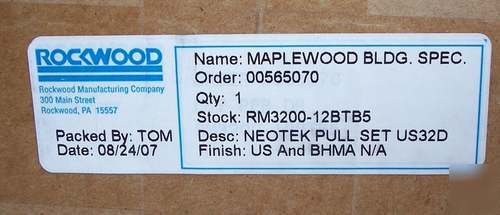 ROCKWOOD
Rockwood Manufacturing Company
300 Main Street
Rockwood, PA 15557
Packed By: TOM
Date: 08/24/07
Name: MAPLEWOOD BLDG. SPEC.
Order: 00565070
Qty: 1
Stock: RM3200-12BTB5
Desc: NEOTEK PULL SET US32D
Finish: US And BHMA N/A